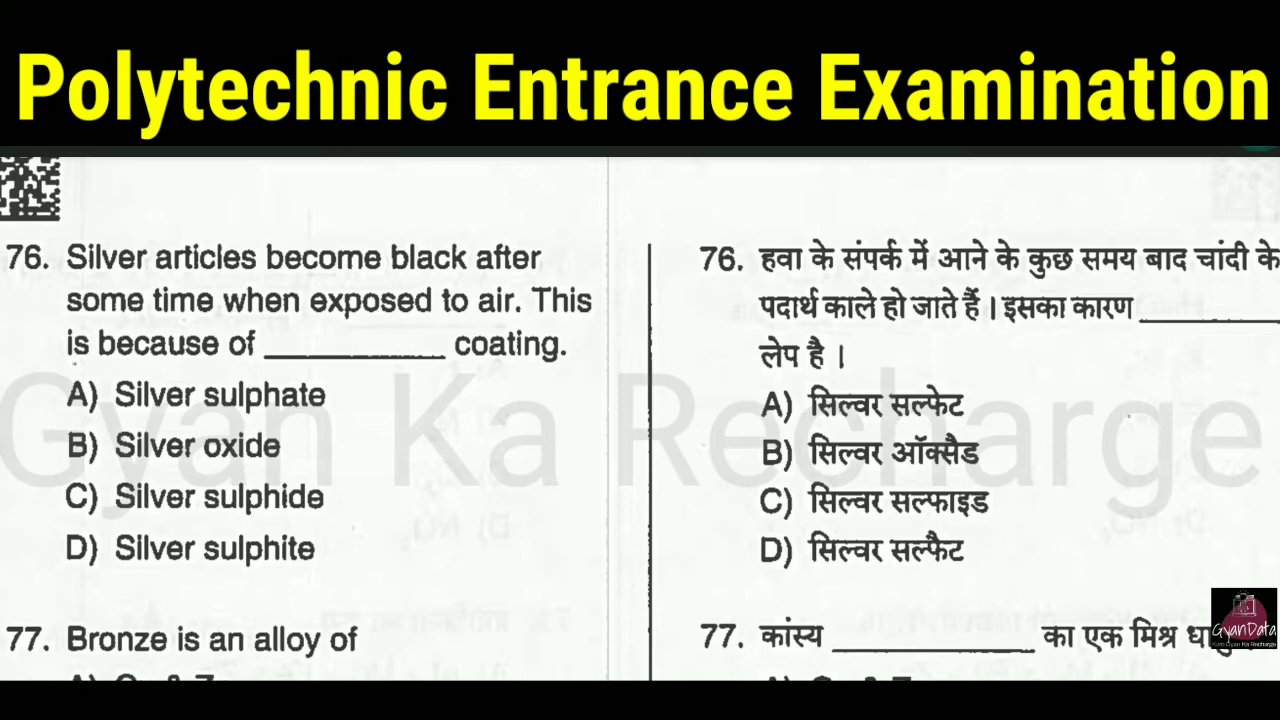 Polytechnic Entrance Examination
76. Silver articles become black after
some time when exposed to air. This
is because of ____________ coating.
A) Silver sulphate
B) Silver oxide
C) Silver sulphide
D) Silver sulphite
77. Bronze is an alloy of
76. हवा के संपर्क में आने के कुछ समय बाद चांदी के
पदार्थ काले हो जाते हैं। इसका कारण __________
लेप है ।
A) सिल्वर सल्फेट
B) सिल्वर ऑक्सैड
C) सिल्वर सल्फाइड
D) सिल्वर सल्फैट
77. कांस्य ______________ का एक मिश्र
Gyan Ka Recharge
GyanData